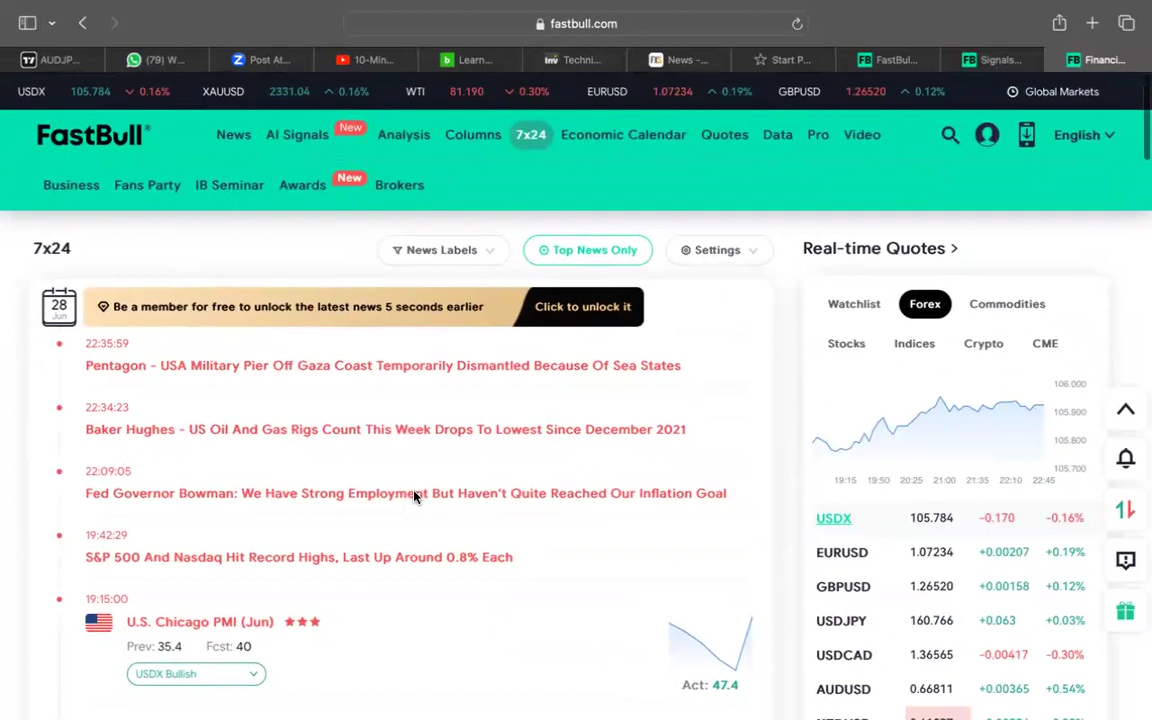 fastbull.com
AUDJP...
(79) W...
Post At...
10-Min...
Learn...
Techni...
News -...
Start P...
FastBul...
Signals...
Financi...
USDX 105.784 0.16% XAUUSD 2331.04 0.16% WTI 81.190 0.30% EURUSD 1.07234 0.19% GBPUSD 1.26520 0.12% Global Markets
FastBull
News AI Signals New Analysis Columns 7x24 Economic Calendar Quotes Data Pro Video English
Business Fans Party IB Seminar Awards New Brokers
7x24
News Labels Top News Only Settings
28
Jun
Be a member for free to unlock the latest news 5 seconds earlier Click to unlock it
22:35:59
Pentagon - USA Military Pier Off Gaza Coast Temporarily Dismantled Because Of Sea States
22:34:23
Baker Hughes - US Oil And Gas Rigs Count This Week Drops To Lowest Since December 2021
22:09:05
Fed Governor Bowman: We Have Strong Employment But Haven't Quite Reached Our Inflation Goal
19:42:29
S&P 500 And Nasdaq Hit Record Highs, Last Up Around 0.8% Each
19:15:00
U.S. Chicago PMI (Jun)
Prev: 35.4 Fcst: 40
USDX Bullish
Act: 47.4
Real-time Quotes >
Watchlist Forex Commodities
Stocks Indices Crypto CME
106.000
105.900
105.800
105.700
19:15 19:50 20:25 21:00 21:35 22:10 22:45
USDX 105.784 -0.170 -0.16%
EURUSD 1.07234 +0.00207 +0.19%
GBPUSD 1.26520 +0.00158 +0.12%
USDJPY 160.766 +0.063 +0.03%
USDCAD 1.36565 -0.00417 -0.30%
AUDUSD 0.66811 +0.00365 +0.54%